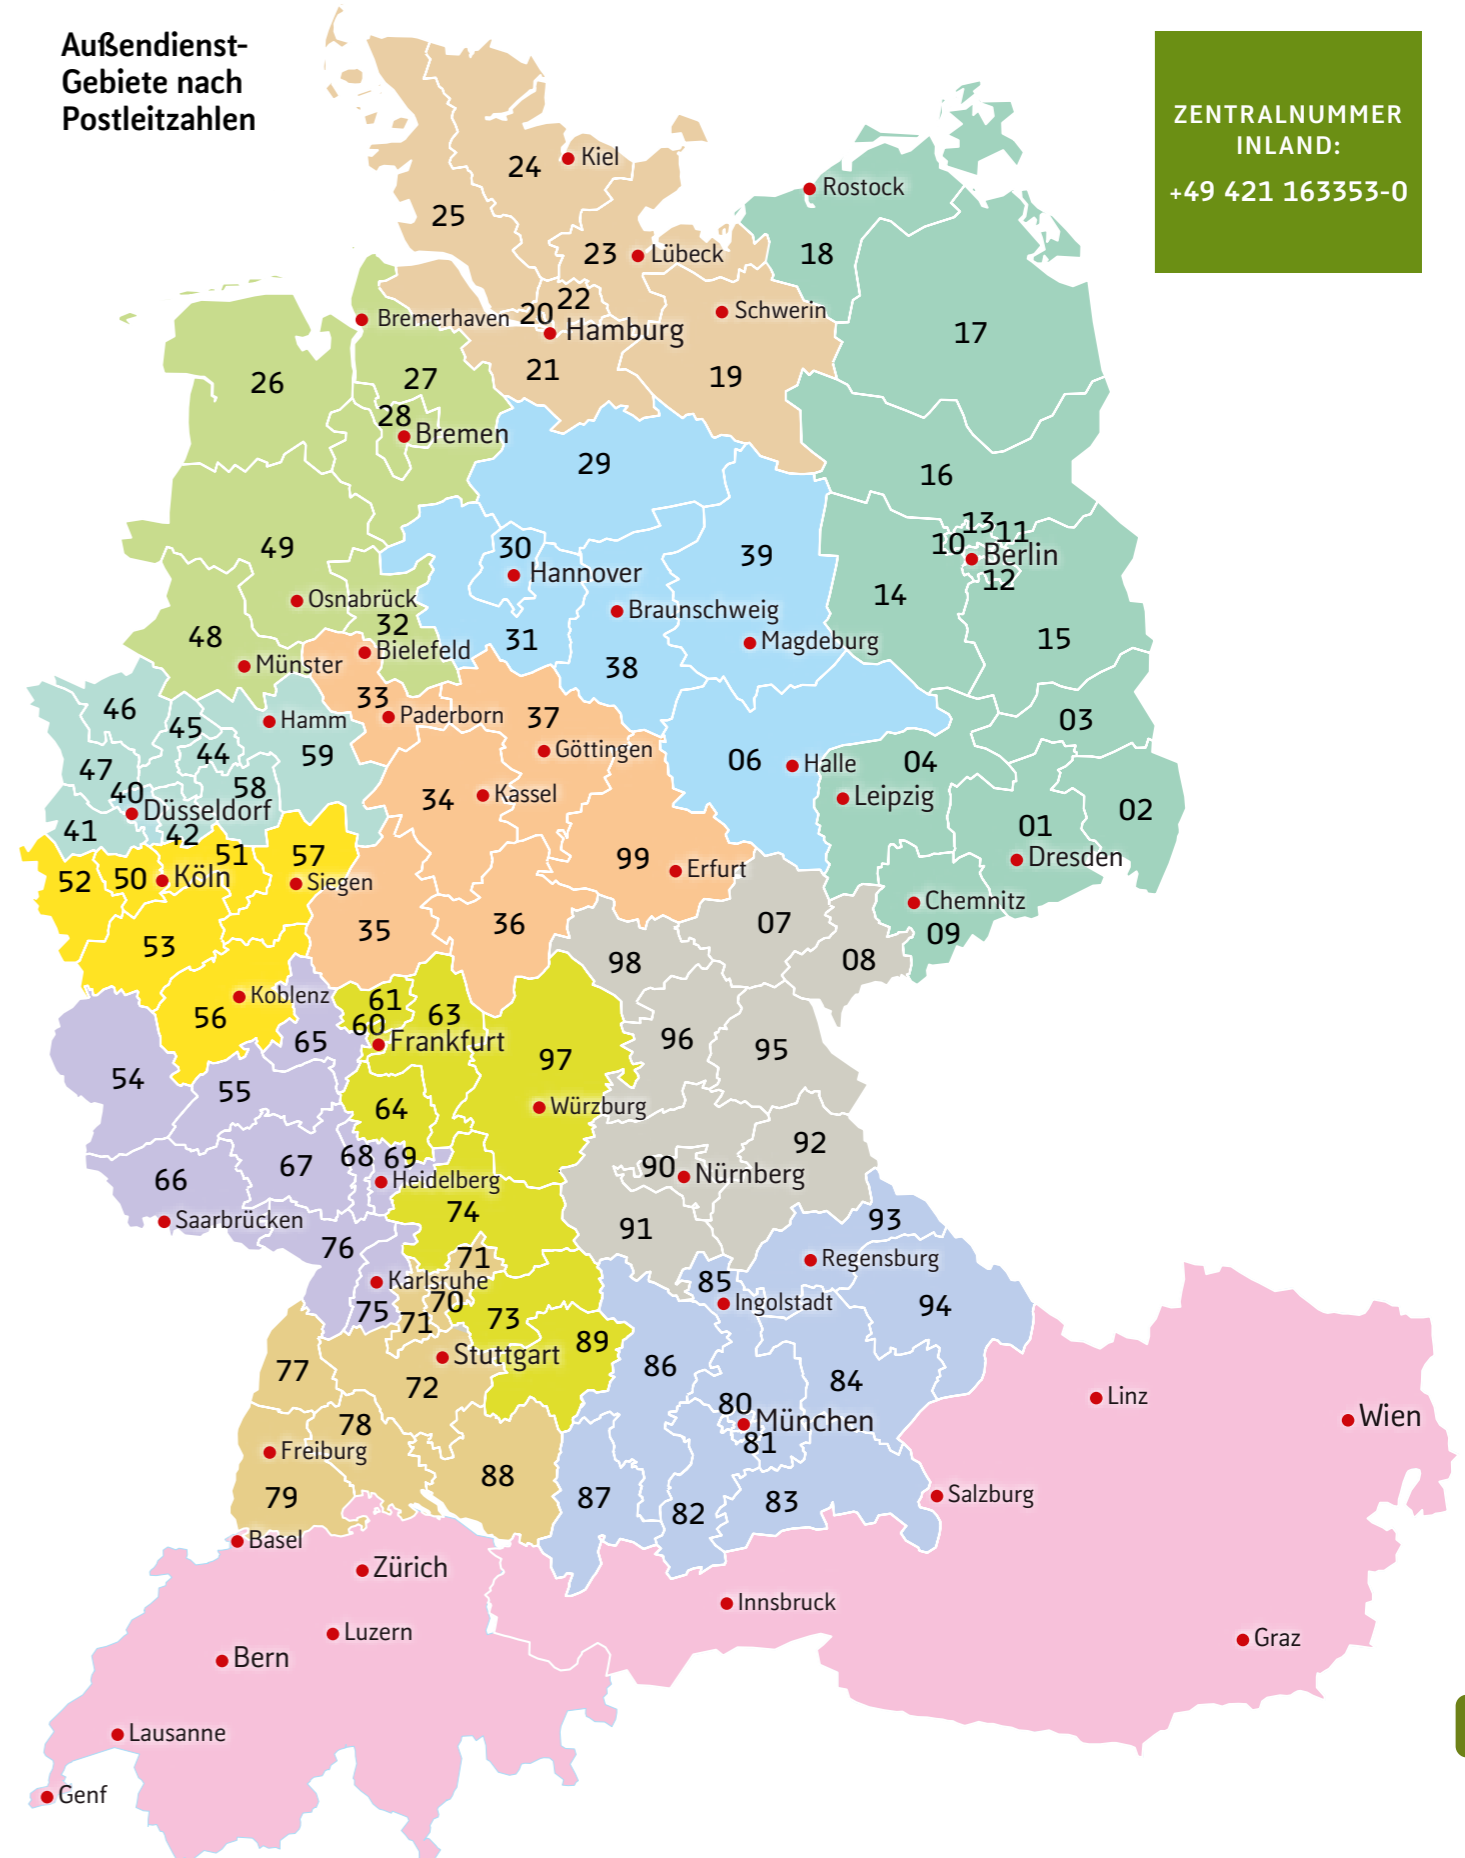 Außendienst-
Gebiete nach
Postleitzahlen
ZENTRALNUMMER
INLAND:
+49 421 163353-0
24
Kiel
25
23
Lübeck
Rostock
18
22
20
Hamburg
21
Schwerin
19
17
Bremerhaven
26
27
28
Bremen
29
16
13
11
10
Berlin
12
14
15
49
30
Hannover
39
Braunschweig
Magdeburg
31
38
Osnabrück
32
Bielefeld
48
Münster
33
Paderborn
37
Göttingen
46
45
Hamm
44
59
47
40
58
Düsseldorf
41
42
34
Kassel
06
Halle
04
Leipzig
03
02
01
Dresden
51
57
52
50
Köln
Siegen
53
99
Erfurt
Chemnitz
09
35
36
07
98
08
56
Koblenz
61
60
63
Frankfurt
65
97
96
95
54
55
64
Würzburg
92
66
67
68
69
Heidelberg
90
Nürnberg
Saarbrücken
74
91
93
76
71
Regensburg
Karlsruhe
85
Ingolstadt
94
75
70
71
73
89
Stuttgart
77
72
86
84
80
München
81
78
Freiburg
79
88
87
82
83
Linz
Wien
Salzburg
Basel
Zürich
Innsbruck
Luzern
Bern
Graz
Lausanne
Genf